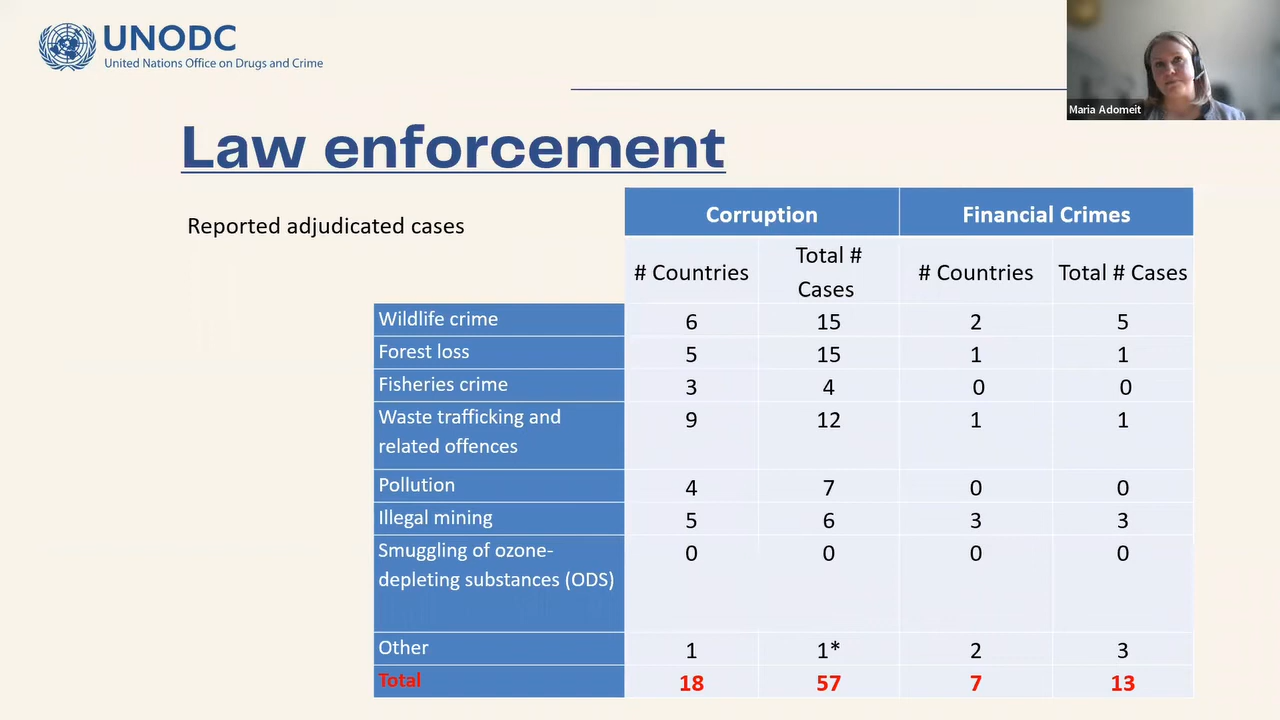 UNODC
United Nations Office on Drugs and Crime
Maria Adomeit
Law enforcement
Reported adjudicated cases
Corruption Financial Crimes
# Countries Total # Cases # Countries Total # Cases
Wildlife crime 6 15 2 5
Forest loss 5 15 1 1
Fisheries crime 3 4 0 0
Waste trafficking and related offences 9 12 1 1
Pollution 4 7 0 0
Illegal mining 5 6 3 3
Smuggling of ozone-depleting substances (ODS) 0 0 0 0
Other 1 1* 2 3
Total 18 57 7 13